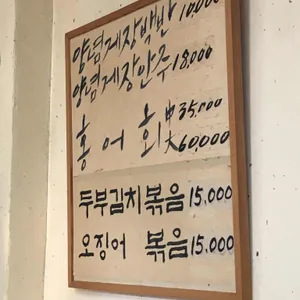 양념게장백반 10,000
양념게장안주 18,000
홍어회 小 35,000
大 60,000
두부김치볶음 15.000
오징어 볶음 15.000